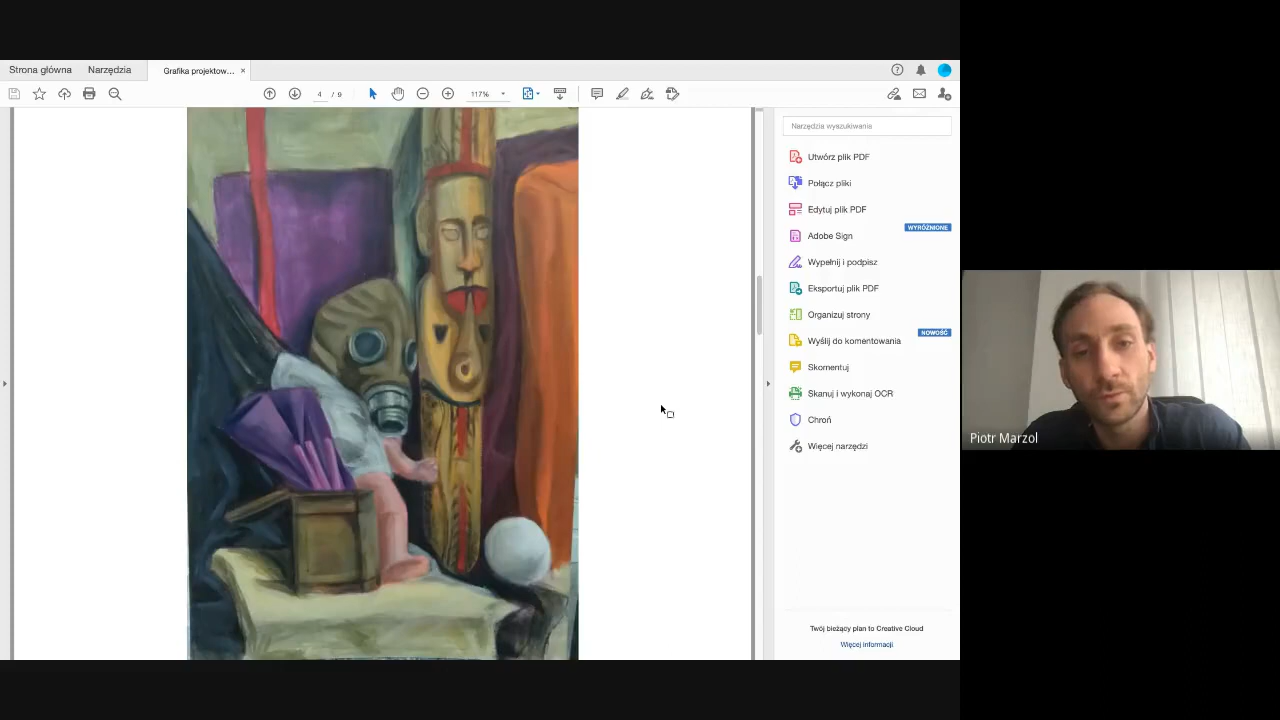 Strona główna
Narzędzia
Grafika projektow... ×
?
4 / 9
117%
Narzędzia wyszukiwania
Utwórz plik PDF
Połącz pliki
Edytuj plik PDF
WYRÓŻNIONE
Adobe Sign
Wypełnij i podpisz
Eksportuj plik PDF
Organizuj strony
NOWOŚĆ
Wyślij do komentowania
Skomentuj
Skanuj i wykonaj OCR
Chroń
Więcej narzędzi
Twój bieżący plan to Creative Cloud
Więcej informacji
Piotr Marzol